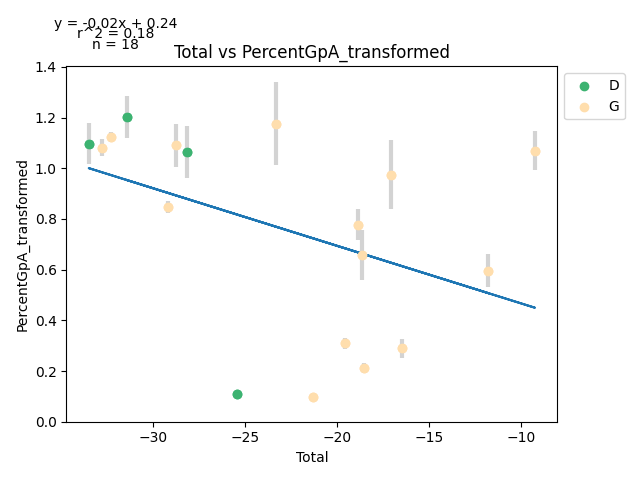 y = -0.02x + 0.24
r^2 = 0.18
n = 18
Total vs PercentGpA_transformed
D
G
1.4
1.2
1.0
0.8
0.6
0.4
0.2
0.0
PercentGpA_transformed
−30
−25
−20
−15
−10
Total